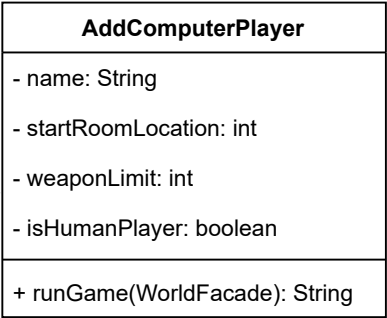 AddComputerPlayer
- name: String
- startRoomLocation: int
- weaponLimit: int
- isHumanPlayer: boolean
+ runGame(WorldFacade): String